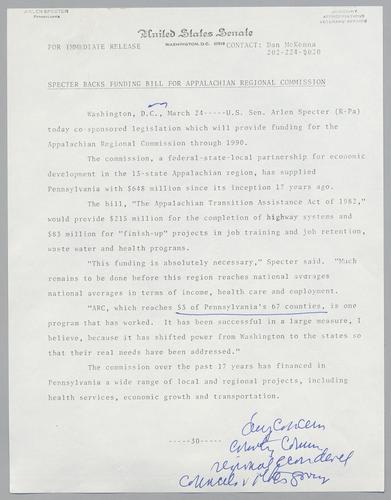 ARLEN SPECTER
Pennsylvania
JUDICIARY
APPROPRIATIONS
VETERANS AFFAIRS
United States Senate
WASHINGTON, D.C. 20510
FOR IMMEDIATE RELEASE
CONTACT: Dan McKenna
202-224-9020
SPECTER BACKS FUNDING BILL FOR APPALACHIAN REGIONAL COMMISSION
Washington, D.C., March 24-----U.S. Sen. Arlen Specter (R-Pa)
today co-sponsored legislation which will provide funding for the
Appalachian Regional Commission through 1990.
The commission, a federal-state-local partnership for economic
development in the 13-state Appalachian region, has supplied
Pennsylvania with $648 million since its inception 17 years ago.
The bill, "The Appalachian Transition Assistance Act of 1982,"
would provide $215 million for the completion of highway systems and
$83 million for "finish-up" projects in job training and job retention,
waste water and health programs.
"This funding is absolutely necessary," Specter said. "Much
remains to be done before this region reaches national averages
national averages in terms of income, health care and employment.
"ARC, which reaches 53 of Pennsylvania's 67 counties, is one
program that has worked. It has been successful in a large measure, I
believe, because it has shifted power from Washington to the states so
that their real needs have been addressed."
The commission over the past 17 years has financed in
Pennsylvania a wide range of local and regional projects, including
health services, economic growth and transportation.
-----30-----
County Comm
regional